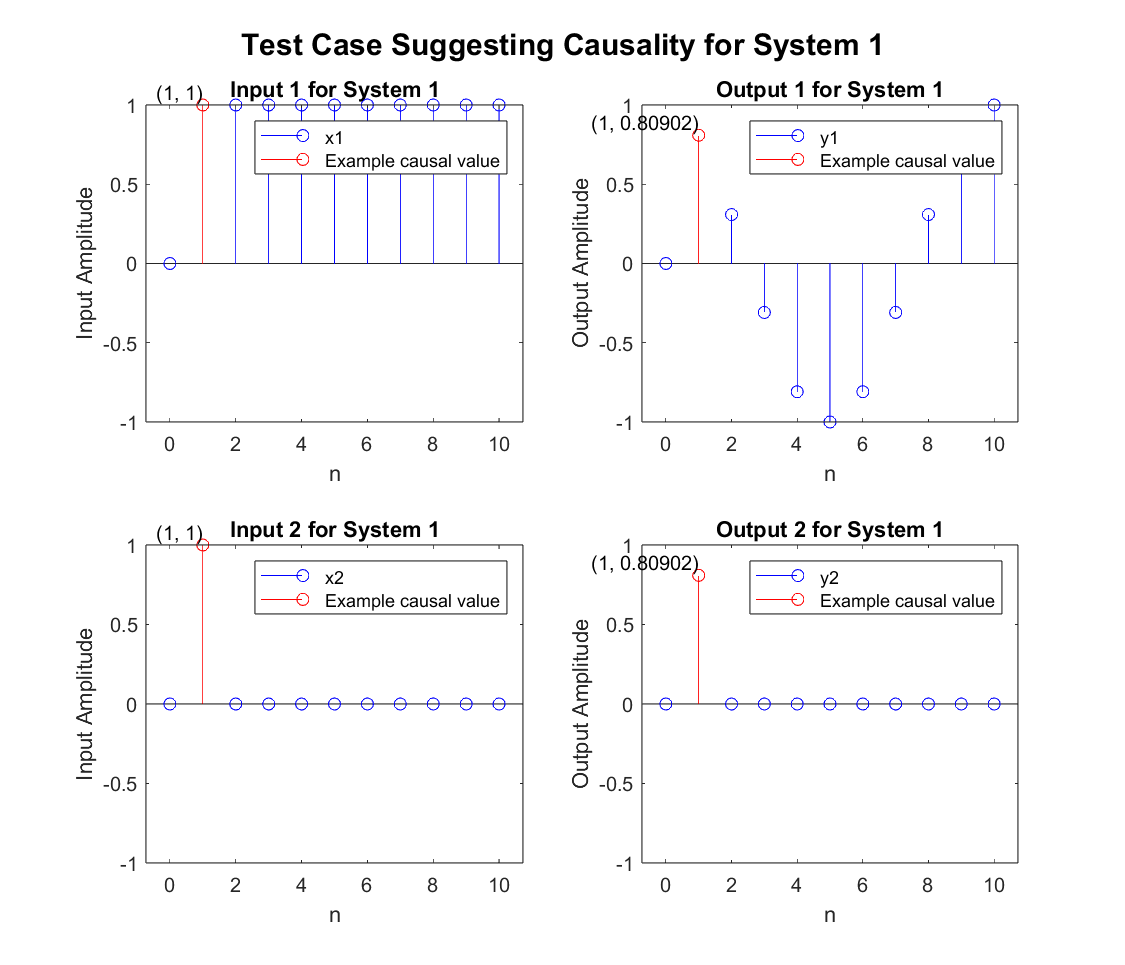 Test Case Suggesting Causality for System 1
Input 1 for System 1
(1, 1)
x1
Example causal value
1
0.5
0
-0.5
-1
Input Amplitude
0 2 4 6 8 10
n
Output 1 for System 1
(1, 0.80902)
y1
Example causal value
1
0.5
0
-0.5
-1
Output Amplitude
0 2 4 6 8 10
n
Input 2 for System 1
(1, 1)
x2
Example causal value
1
0.5
0
-0.5
-1
Input Amplitude
0 2 4 6 8 10
n
Output 2 for System 1
(1, 0.80902)
y2
Example causal value
1
0.5
0
-0.5
-1
Output Amplitude
0 2 4 6 8 10
n